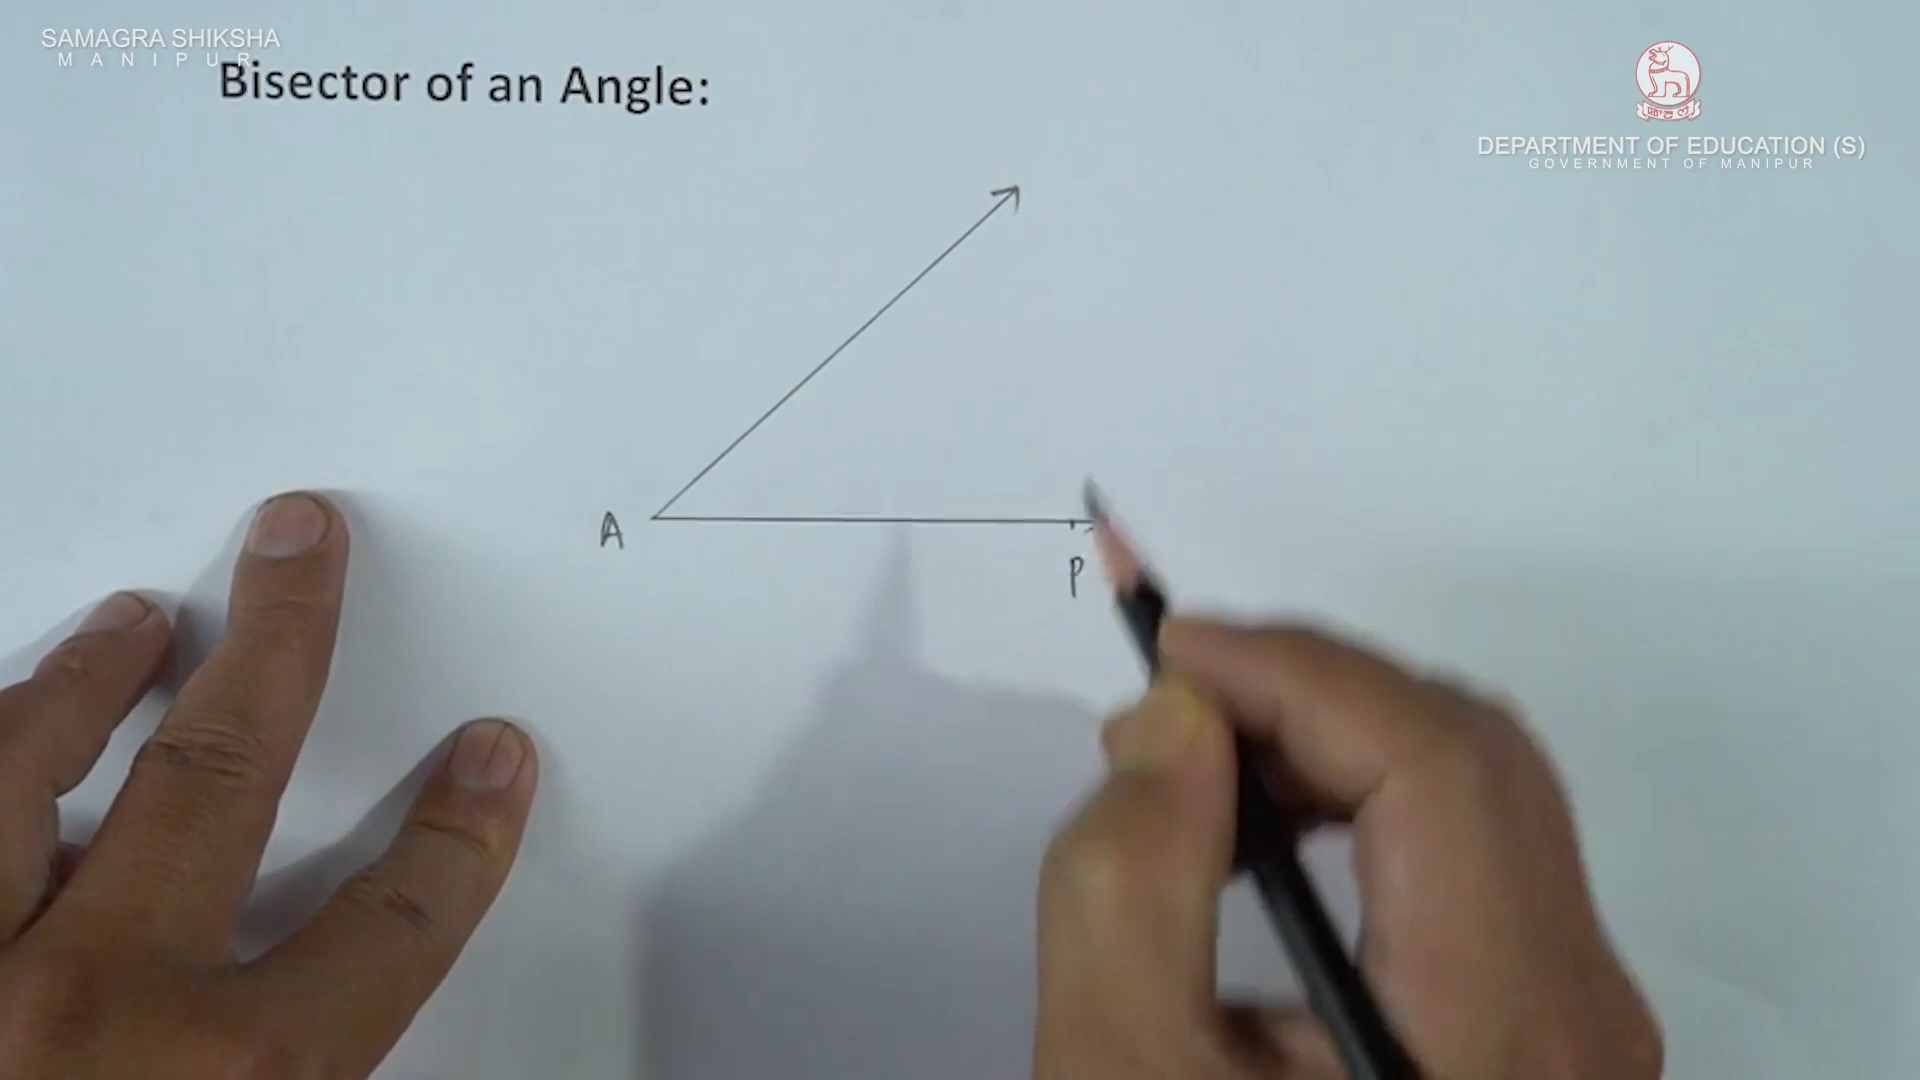 SAMAGRA SHIKSHA
MANIPUR
Bisector of an Angle:
DEPARTMENT OF EDUCATION (S)
GOVERNMENT OF MANIPUR
A
P